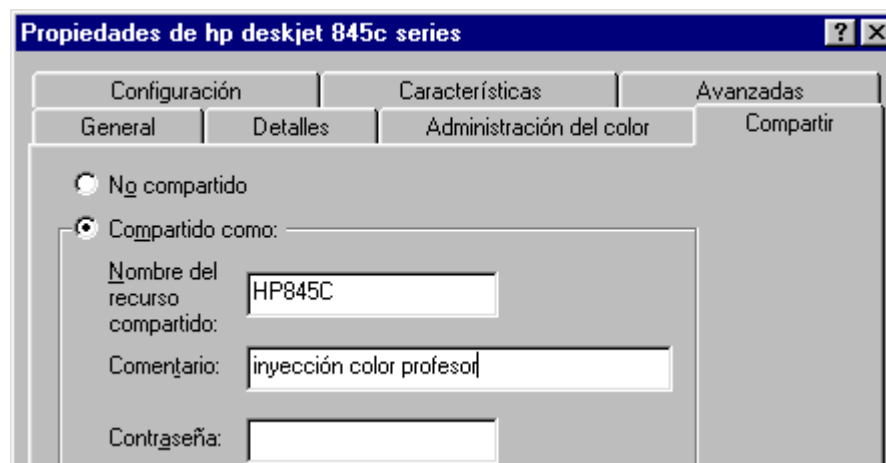 Propiedades de hp deskjet 845c series
Configuración Características Avanzadas
General Detalles Administración del color Compartir
No compartido
Compartido como:
Nombre del
recurso
compartido:
HP845C
Comentario: inyección color profesor
Contraseña: